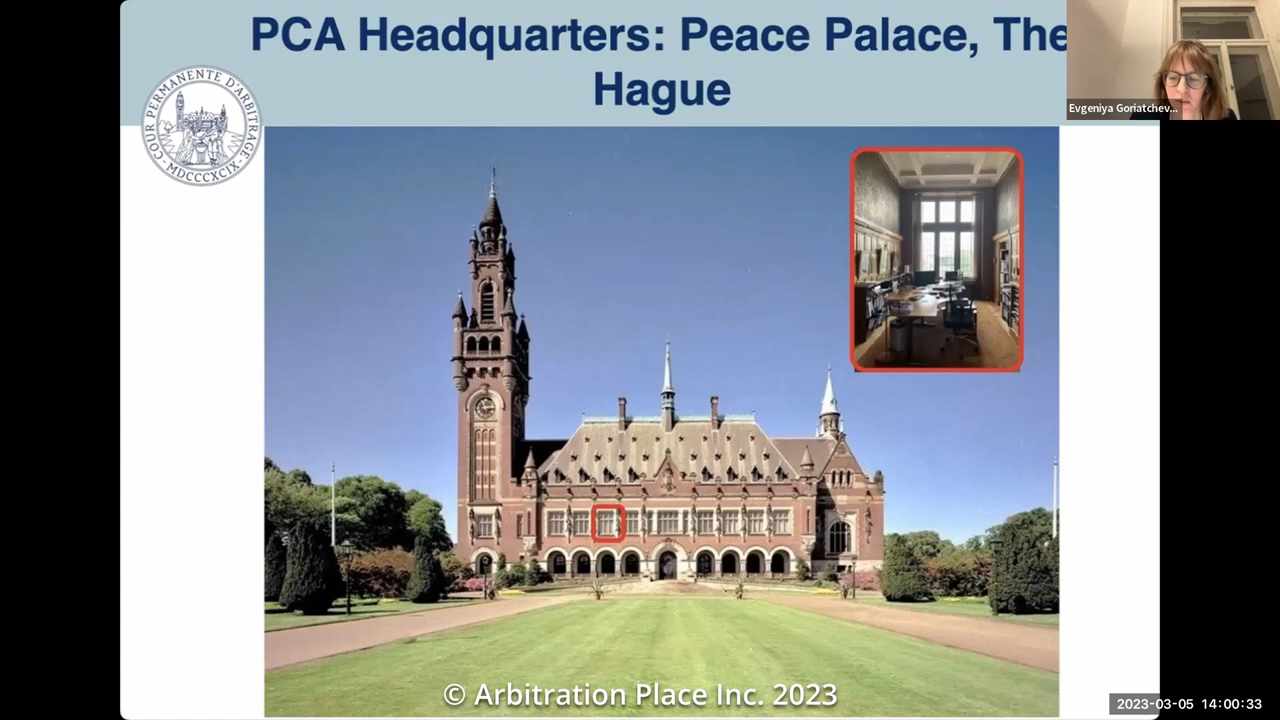 PCA Headquarters: Peace Palace, The
Hague
COUR PERMANENTE D'ARBITRAGE
MDCCCXCIX
Evgeniya Goriatchev...
© Arbitration Place Inc. 2023
2023-03-05 14:00:33